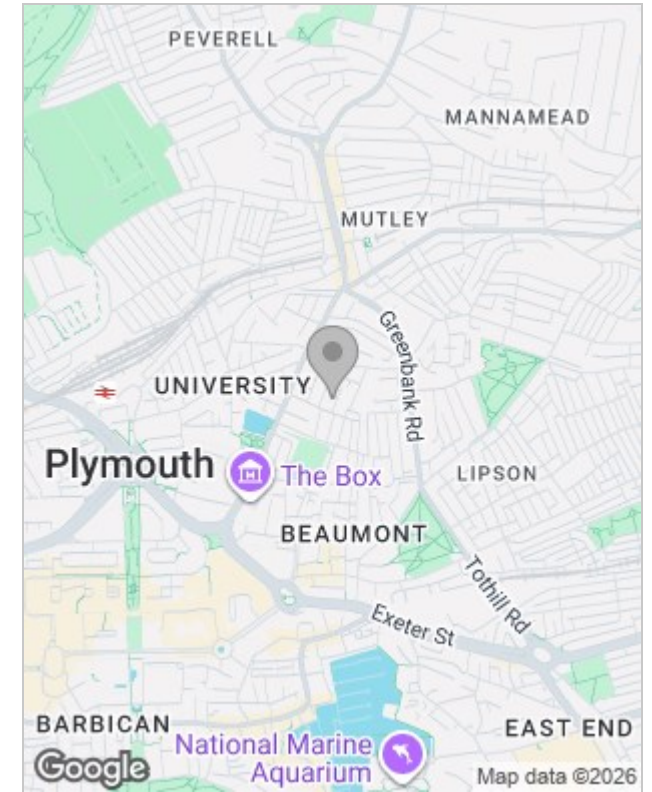 PEVERELL
MANNAMEAD
MUTLEY
Greenbank Rd
UNIVERSITY
Plymouth
The Box
LIPSON
BEAUMONT
Tothill Rd
Exeter St
BARBICAN
EAST END
National Marine
Aquarium
Google
Map data ©2026